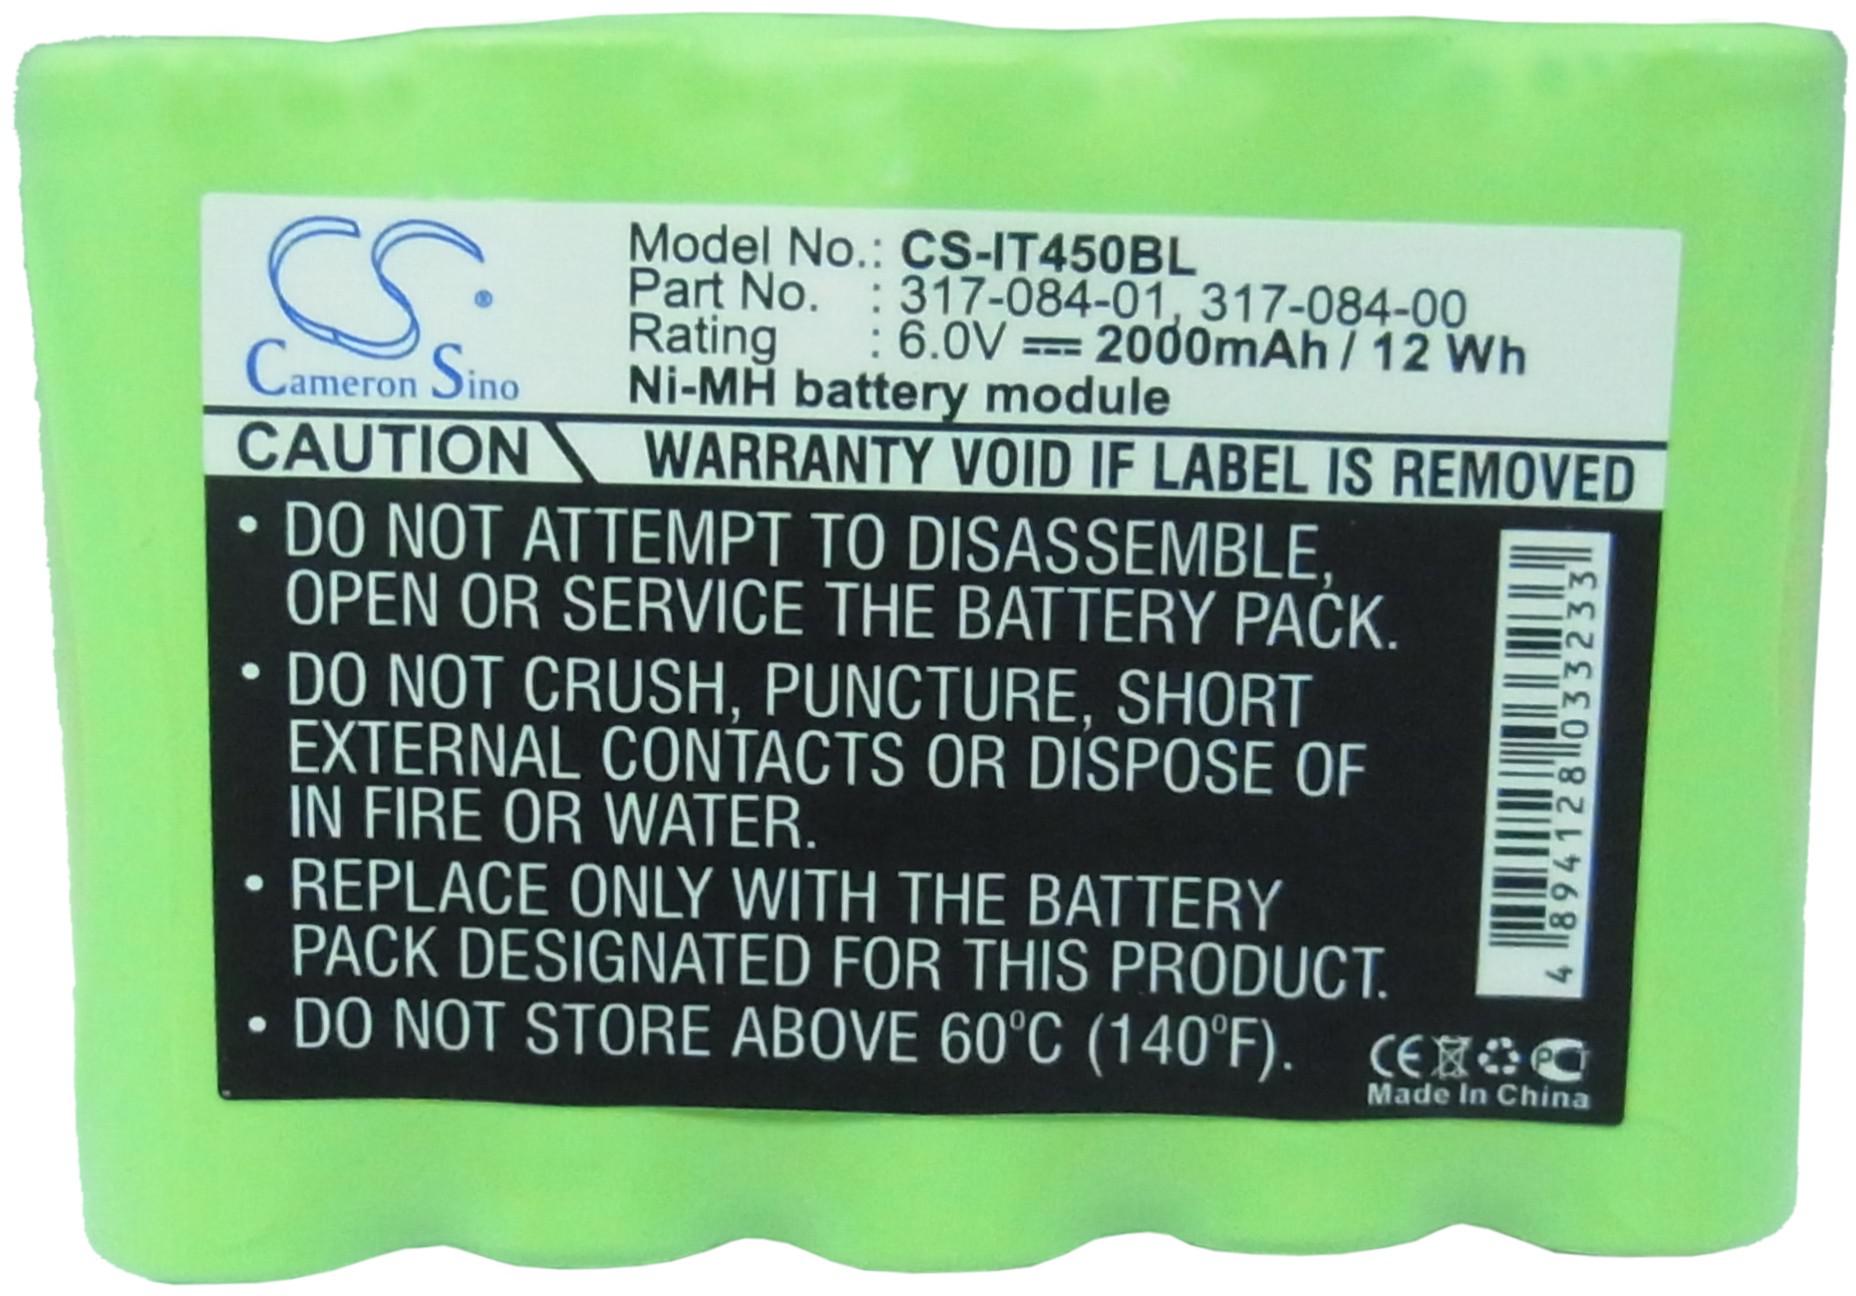 CS®
Cameron Sino
Model No.: CS-IT450BL
Part No. : 317-084-01, 317-084-00
Rating : 6.0V ⎓ 2000mAh / 12 Wh
Ni-MH battery module
CAUTION WARRANTY VOID IF LABEL IS REMOVED
• DO NOT ATTEMPT TO DISASSEMBLE,
OPEN OR SERVICE THE BATTERY PACK.
• DO NOT CRUSH, PUNCTURE, SHORT
EXTERNAL CONTACTS OR DISPOSE OF
IN FIRE OR WATER.
• REPLACE ONLY WITH THE BATTERY
PACK DESIGNATED FOR THIS PRODUCT.
• DO NOT STORE ABOVE 60°C (140°F).
4 894128 033233
CE PCT
Made In China